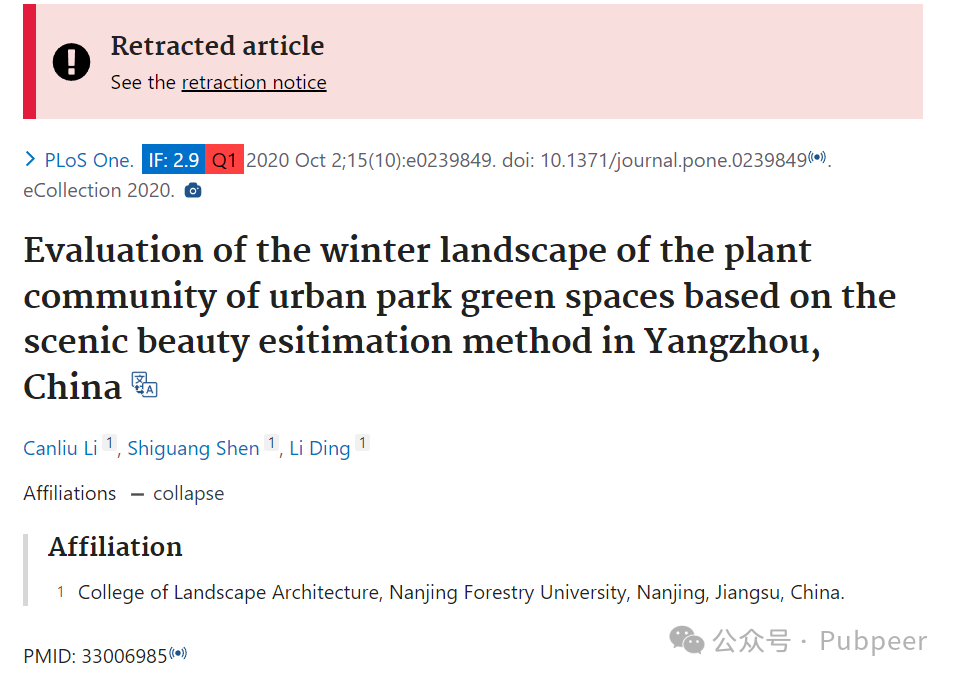 Retracted article
See the retraction notice
PLoS One. IF: 2.9 Q1 2020 Oct 2;15(10):e0239849. doi: 10.1371/journal.pone.0239849.
eCollection 2020.
Evaluation of the winter landscape of the plant
community of urban park green spaces based on the
scenic beauty esitimation method in Yangzhou,
China
Canliu Li 1, Shiguang Shen 1, Li Ding 1
Affiliations — collapse
Affiliation
1 College of Landscape Architecture, Nanjing Forestry University, Nanjing, Jiangsu, China.
公众号 · Pubpeer
PMID: 33006985